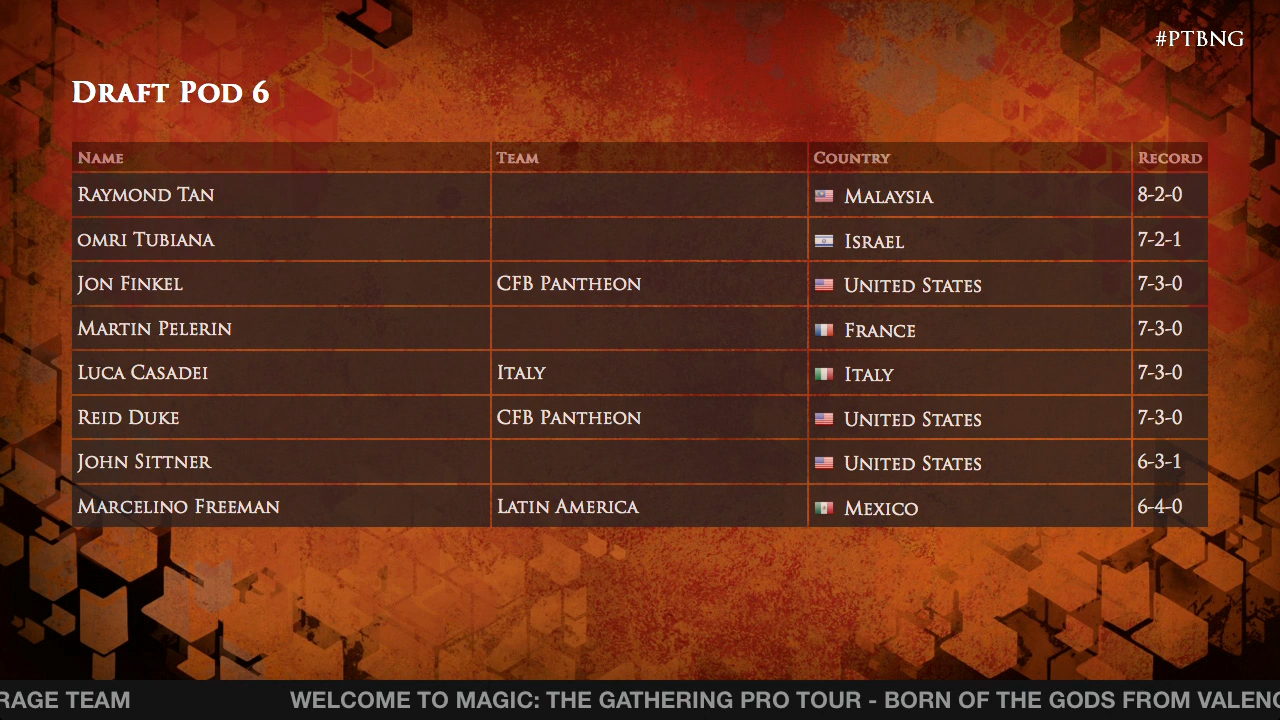 #PTBNG
Draft Pod 6
Name Team Country Record
Raymond Tan Malaysia 8-2-0
omri Tubiana Israel 7-2-1
Jon Finkel CFB Pantheon United States 7-3-0
Martin Pelerin France 7-3-0
Luca Casadei Italy Italy 7-3-0
Reid Duke CFB Pantheon United States 7-3-0
John Sittner United States 6-3-1
Marcelino Freeman Latin America Mexico 6-4-0
RAGE TEAM WELCOME TO MAGIC: THE GATHERING PRO TOUR - BORN OF THE GODS FROM VALENC